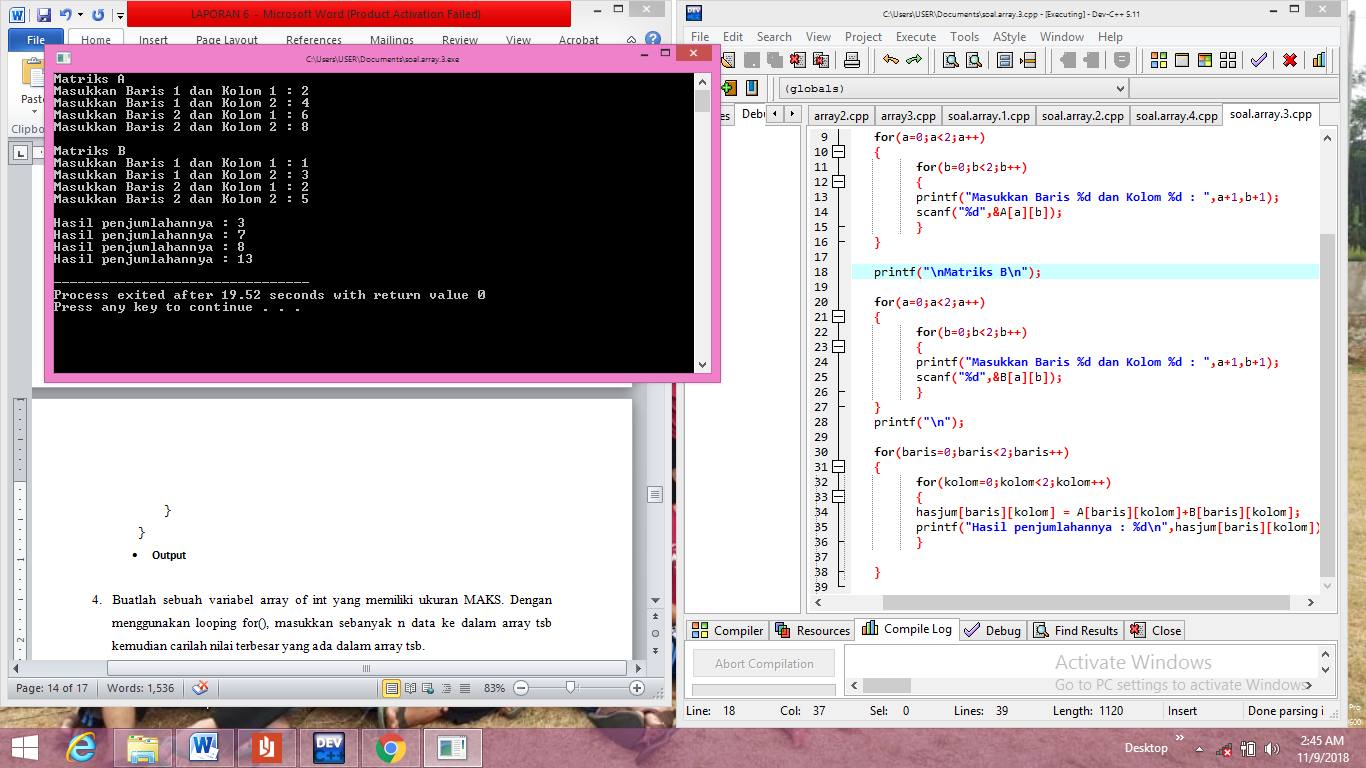 LAPORAN 6 - Microsoft Word (Product Activation Failed)
File Home Insert Page Layout References Mailings Review View Acrobat
C:\Users\USER\Documents\soal.array.3.exe
Matriks A
Masukkan Baris 1 dan Kolom 1 : 2
Masukkan Baris 1 dan Kolom 2 : 4
Masukkan Baris 2 dan Kolom 1 : 6
Masukkan Baris 2 dan Kolom 2 : 8
Matriks B
Masukkan Baris 1 dan Kolom 1 : 1
Masukkan Baris 1 dan Kolom 2 : 3
Masukkan Baris 2 dan Kolom 1 : 2
Masukkan Baris 2 dan Kolom 2 : 5
Hasil penjumlahannya : 3
Hasil penjumlahannya : 7
Hasil penjumlahannya : 8
Hasil penjumlahannya : 13
--------------------------------
Process exited after 19.52 seconds with return value 0
Press any key to continue . . .
Past
Clipbo
}
}
• Output
4. Buatlah sebuah variabel array of int yang memiliki ukuran MAKS. Dengan
menggunakan looping for(), masukkan sebanyak n data ke dalam array tsb
kemudian carilah nilai terbesar yang ada dalam array tsb.
Page: 14 of 17 Words: 1,536 83%
C:\Users\USER\Documents\soal.array.3.cpp - [Executing] - Dev-C++ 5.11
File Edit Search View Project Execute Tools AStyle Window Help
(globals)
es Debu array2.cpp array3.cpp soal.array.1.cpp soal.array.2.cpp soal.array.4.cpp soal.array.3.cpp
9 for(a=0;a<2;a++)
10 {
11 for(b=0;b<2;b++)
12 {
13 printf("Masukkan Baris %d dan Kolom %d : ",a+1,b+1);
14 scanf("%d",&A[a][b]);
15 }
16 }
17
18 printf("\nMatriks B\n");
19
20 for(a=0;a<2;a++)
21 {
22 for(b=0;b<2;b++)
23 {
24 printf("Masukkan Baris %d dan Kolom %d : ",a+1,b+1);
25 scanf("%d",&B[a][b]);
26 }
27 }
28 printf("\n");
29
30 for(baris=0;baris<2;baris++)
31 {
32 for(kolom=0;kolom<2;kolom++)
33 {
34 hasjum[baris][kolom] = A[baris][kolom]+B[baris][kolom];
35 printf("Hasil penjumlahannya : %d\n",hasjum[baris][kolom])
36 }
37
38 }
39
Compiler Resources Compile Log Debug Find Results Close
Abort Compilation
Activate Windows
Go to PC settings to activate Windows.
Line: 18 Col: 37 Sel: 0 Lines: 39 Length: 1120 Insert Done parsing i
DEV C++
Desktop
2:45 AM
11/9/2018